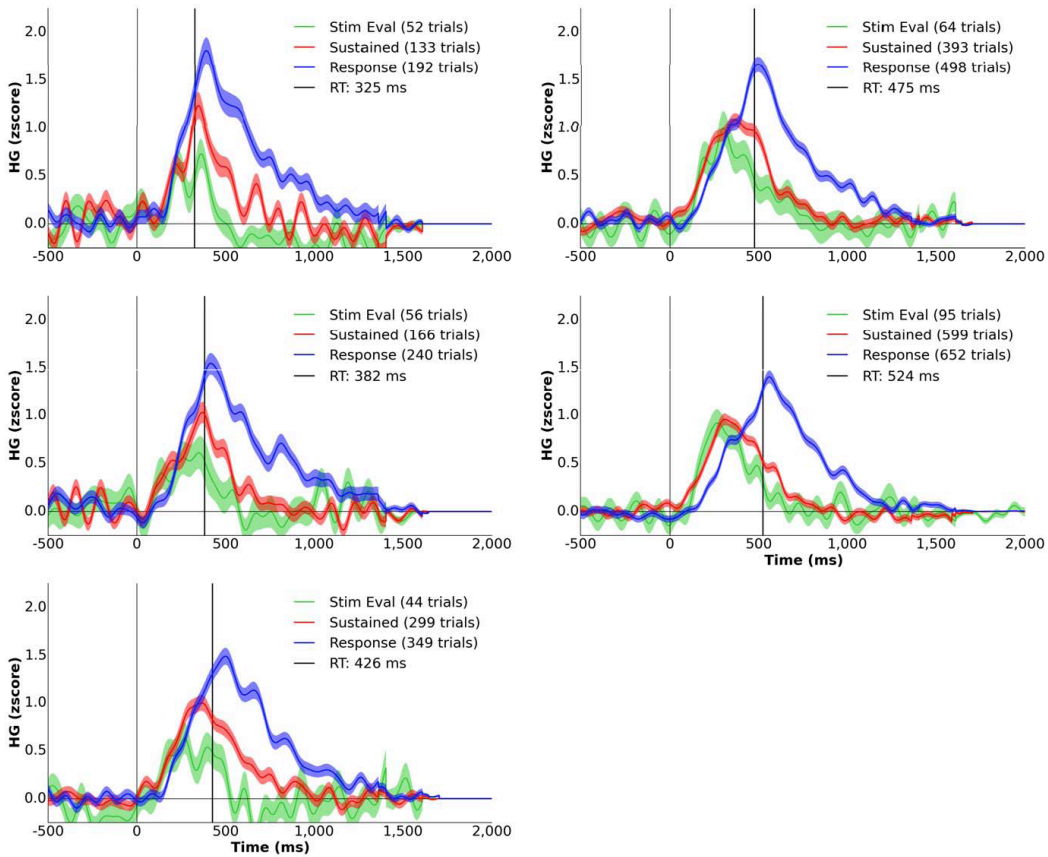 HG (zscore)
2.0
1.5
1.0
0.5
0.0
-500
0
500
1,000
1,500
2,000
Stim Eval (52 trials)
Sustained (133 trials)
Response (192 trials)
RT: 325 ms
HG (zscore)
2.0
1.5
1.0
0.5
0.0
-500
0
500
1,000
1,500
2,000
Stim Eval (64 trials)
Sustained (393 trials)
Response (498 trials)
RT: 475 ms
HG (zscore)
2.0
1.5
1.0
0.5
0.0
-500
0
500
1,000
1,500
2,000
Stim Eval (56 trials)
Sustained (166 trials)
Response (240 trials)
RT: 382 ms
HG (zscore)
2.0
1.5
1.0
0.5
0.0
-500
0
500
1,000
1,500
2,000
Time (ms)
Stim Eval (95 trials)
Sustained (599 trials)
Response (652 trials)
RT: 524 ms
HG (zscore)
2.0
1.5
1.0
0.5
0.0
-500
0
500
1,000
1,500
2,000
Time (ms)
Stim Eval (44 trials)
Sustained (299 trials)
Response (349 trials)
RT: 426 ms